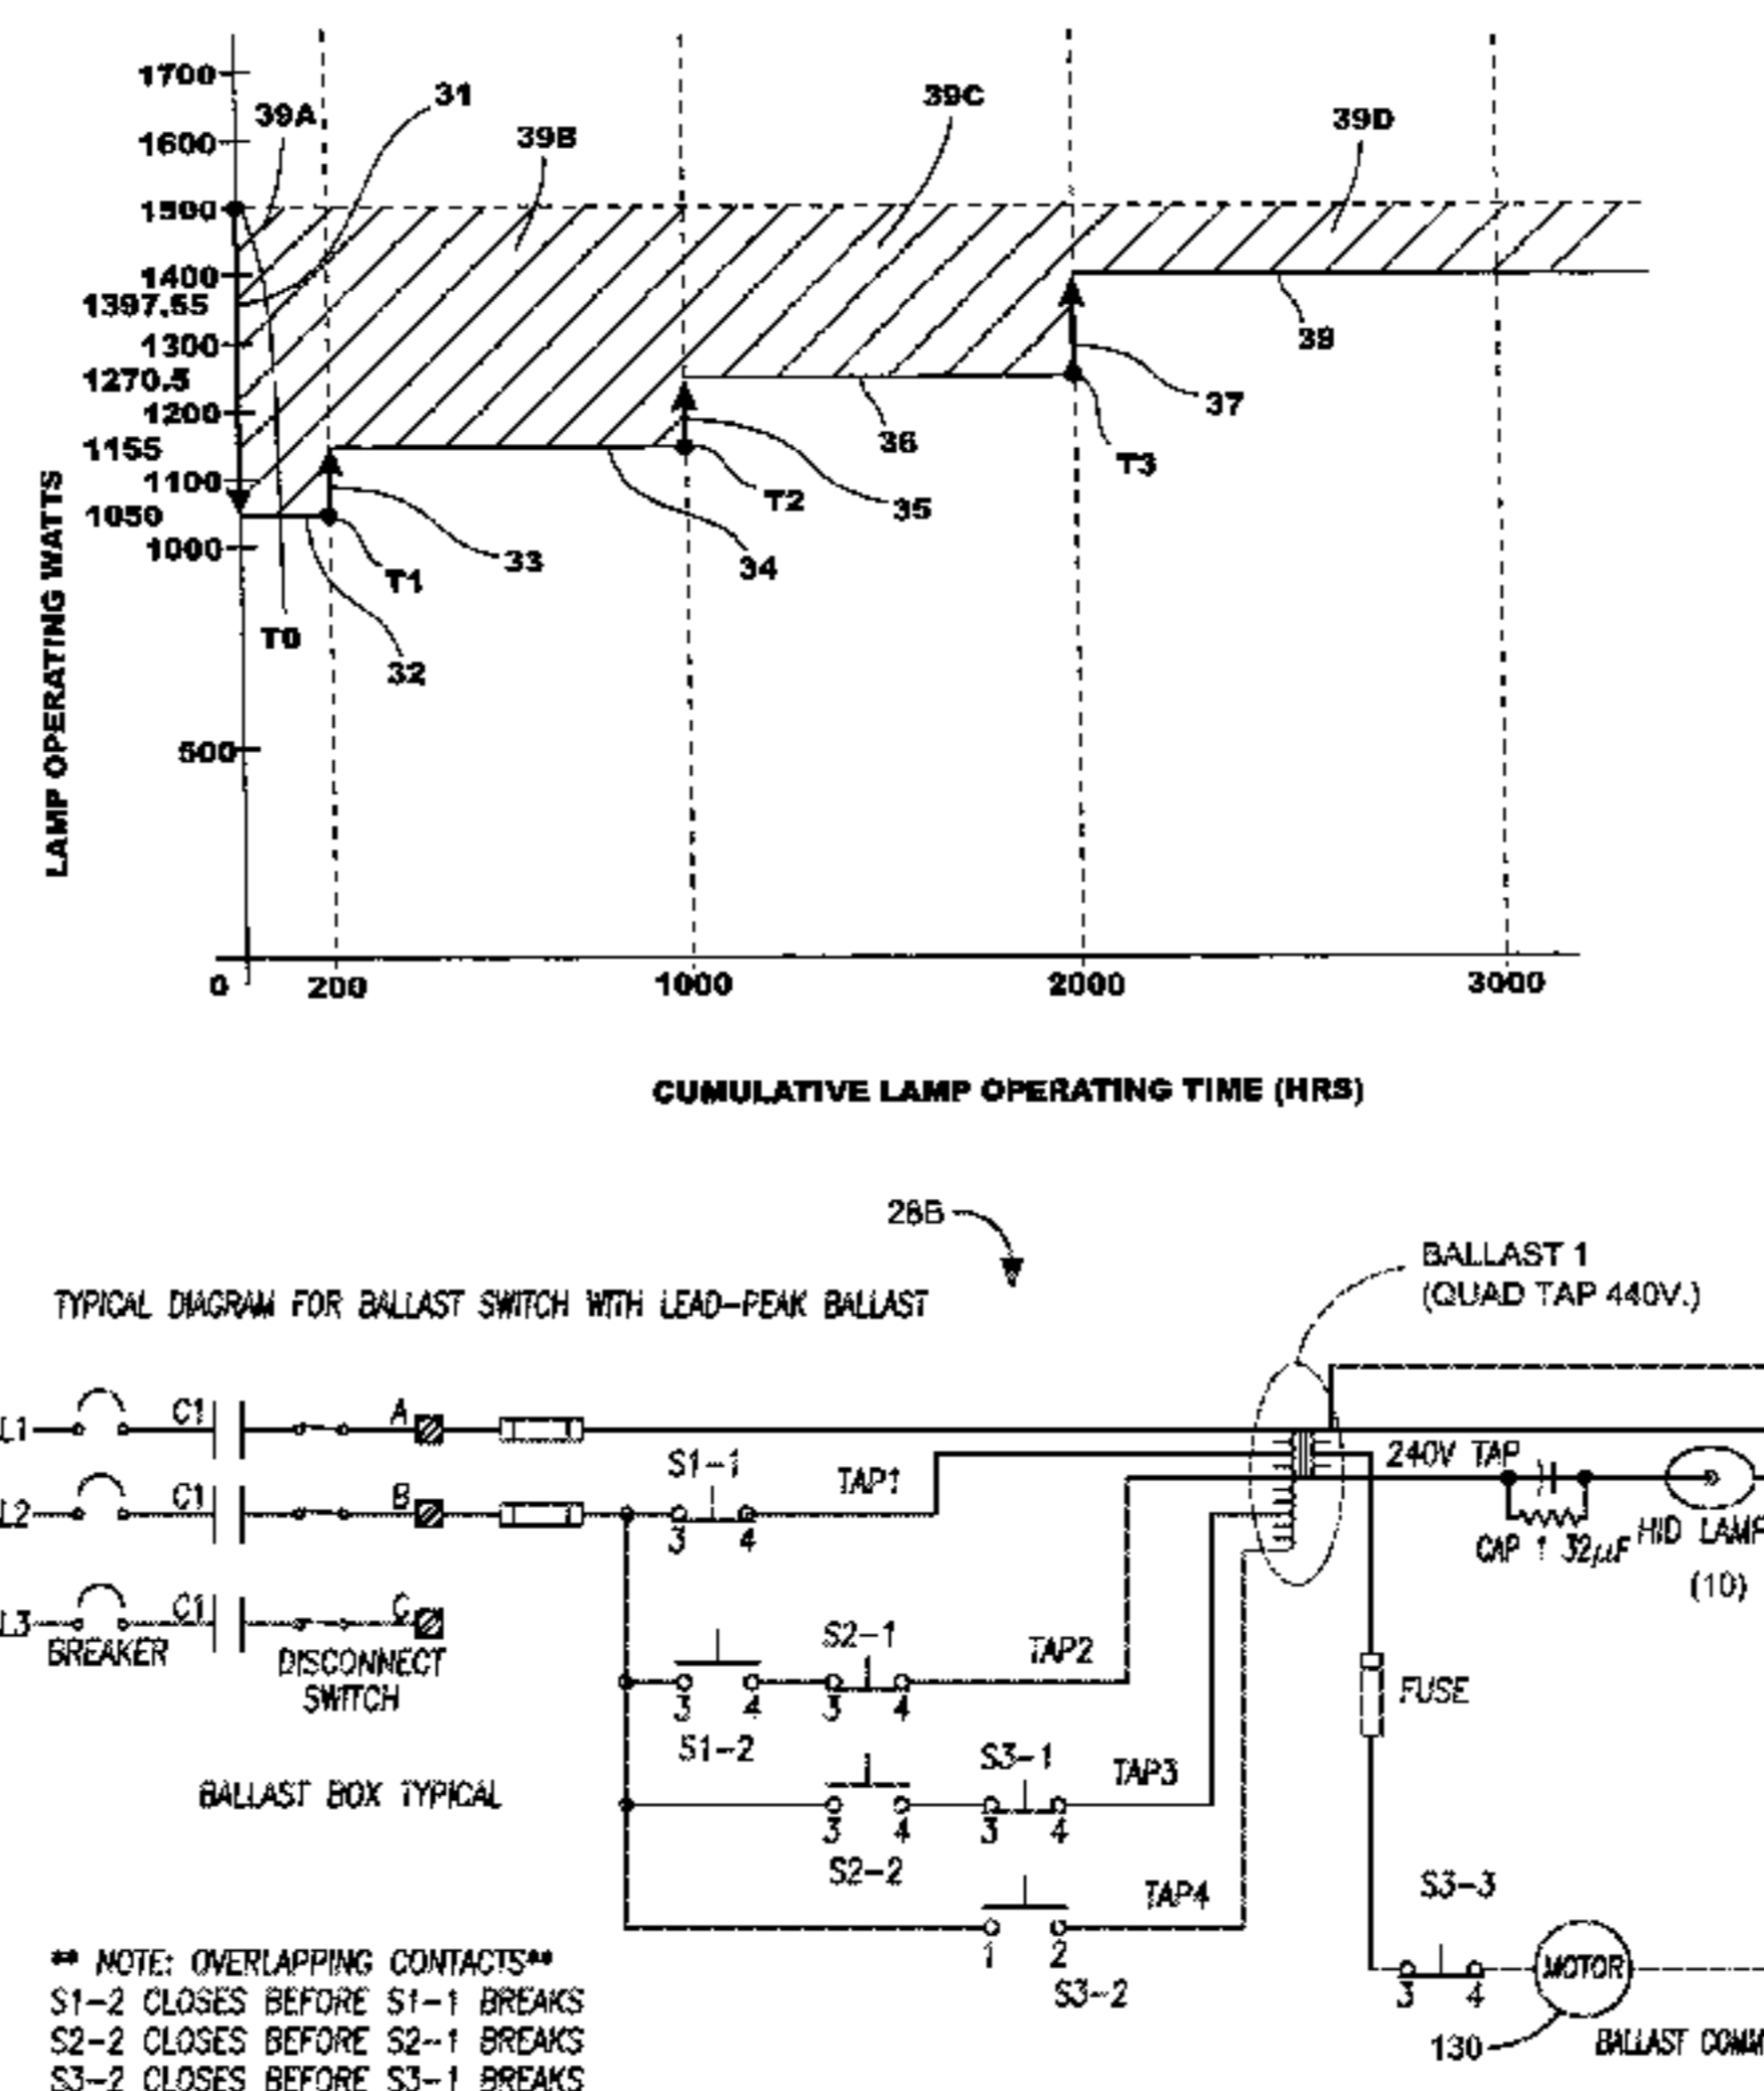 1700
39A
31
39C
39D
1600
39B
1500
1400
1397.55
1300
39
1270.5
1200
37
36
1155
T3
1100
T2
35
1050
1000
33
34
T1
T0
32
500
LAMP OPERATING WATTS
0
200
1000
2000
3000
CUMULATIVE LAMP OPERATING TIME (HRS)
28B
BALLAST 1
(QUAD TAP 440V.)
TYPICAL DIAGRAM FOR BALLAST SWITCH WITH LEAD-PEAK BALLAST
L1
C1
A
S1-1
TAP1
240V TAP
L2
C1
B
3
4
CAP 1 32µF
HID LAMP
(10)
L3
C1
C
BREAKER
DISCONNECT
SWITCH
S2-1
TAP2
3
4
3
4
S1-2
FUSE
S3-1
TAP3
BALLAST BOX TYPICAL
3
4
3
4
S2-2
TAP4
S3-3
1
2
S3-2
MOTOR
3
4
130
BALLAST
** NOTE: OVERLAPPING CONTACTS**
S1-2 CLOSES BEFORE S1-1 BREAKS
S2-2 CLOSES BEFORE S2-1 BREAKS
S3-2 CLOSES BEFORE S3-1 BREAKS